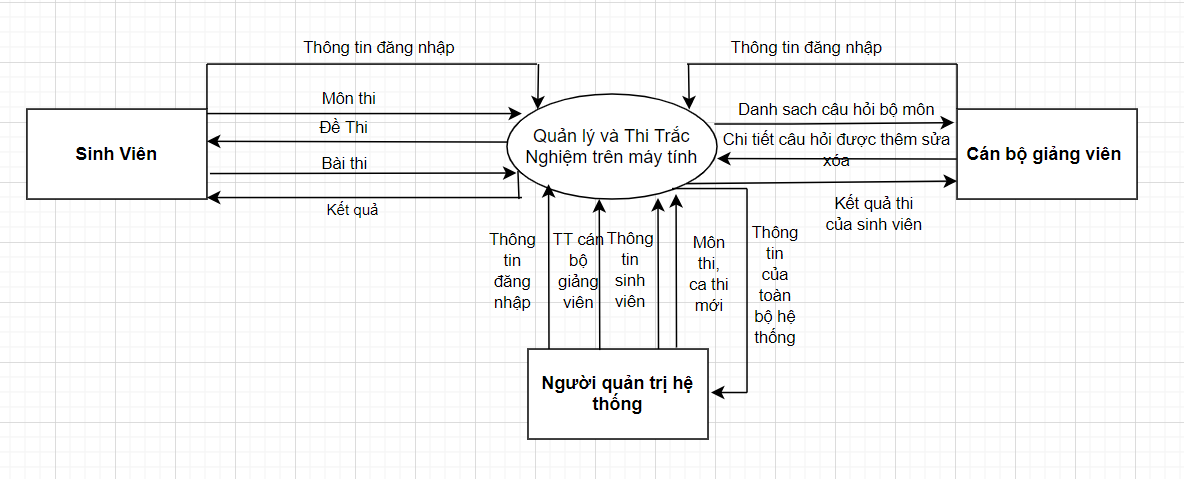 Thông tin đăng nhập
Thông tin đăng nhập
Môn thi
Đề Thi
Bài thi
Kết quả
Sinh Viên
Quản lý và Thi Trắc
Nghiệm trên máy tính
Danh sach câu hỏi bộ môn
Chi tiết câu hỏi được thêm sửa
xóa
Kết quả thi
của sinh viên
Cán bộ giảng viên
Thông
tin
đăng
nhập
TT cán
bộ
giảng
viên
Thông
tin
sinh
viên
Môn
thi,
ca thi
mới
Thông
tin
của
toàn
bộ hệ
thống
Người quản trị hệ
thống